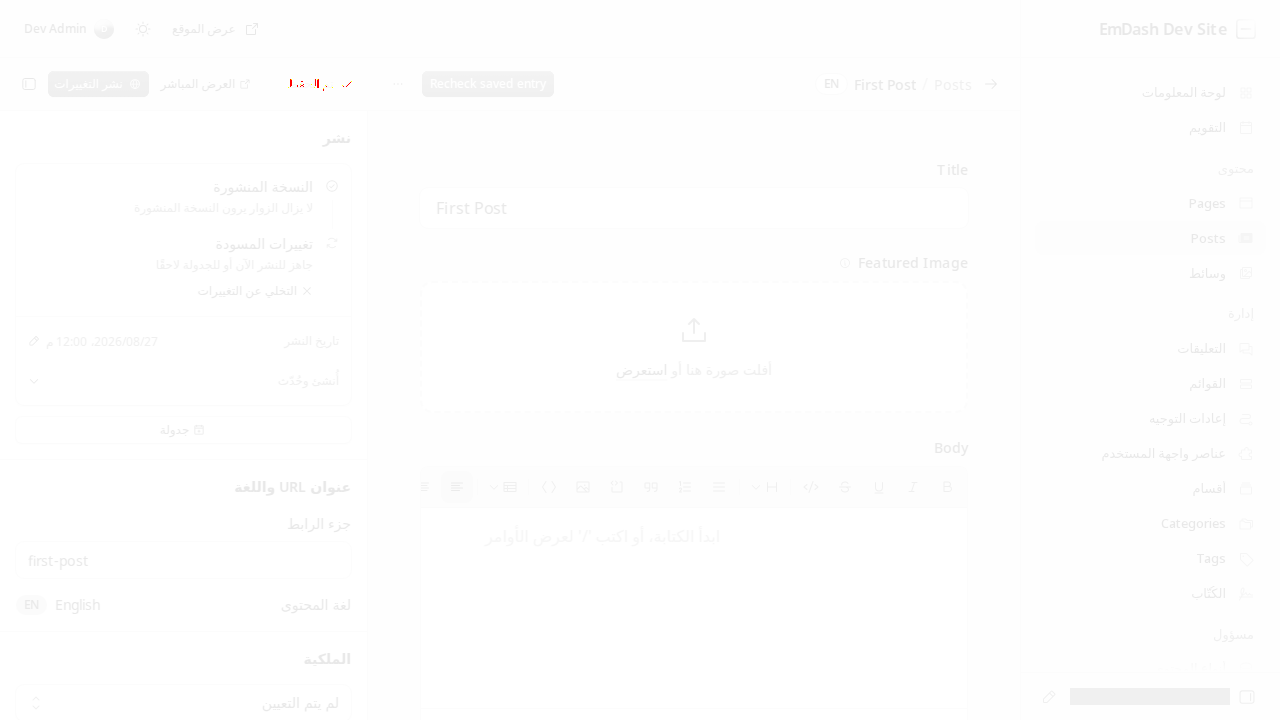 EmDash Dev Site
عرض الموقع
Dev Admin
Posts / First Post
EN
Recheck saved entry
العرض المباشر
نشر التغييرات
لوحة المعلومات
التقويم
محتوى
Pages
Posts
وسائط
إدارة
التعليقات
القوائم
إعادات التوجيه
عناصر واجهة المستخدم
أقسام
Categories
Tags
الكُتّاب
مسؤول
Title
First Post
Featured Image
أفلت صورة هنا أو استعرض
Body
ابدأ الكتابة، أو اكتب '/' لعرض الأوامر
نشر
النسخة المنشورة
لا يزال الزوار يرون النسخة المنشورة
تغييرات المسودة
جاهز للنشر الآن أو للجدولة لاحقًا
التخلي عن التغييرات
تاريخ النشر
2026/08/27، 12:00 م
أُنشئ وحُدّث
جدولة
عنوان URL واللغة
جزء الرابط
first-post
لغة المحتوى
English
EN
الملكية
لم يتم التعيين